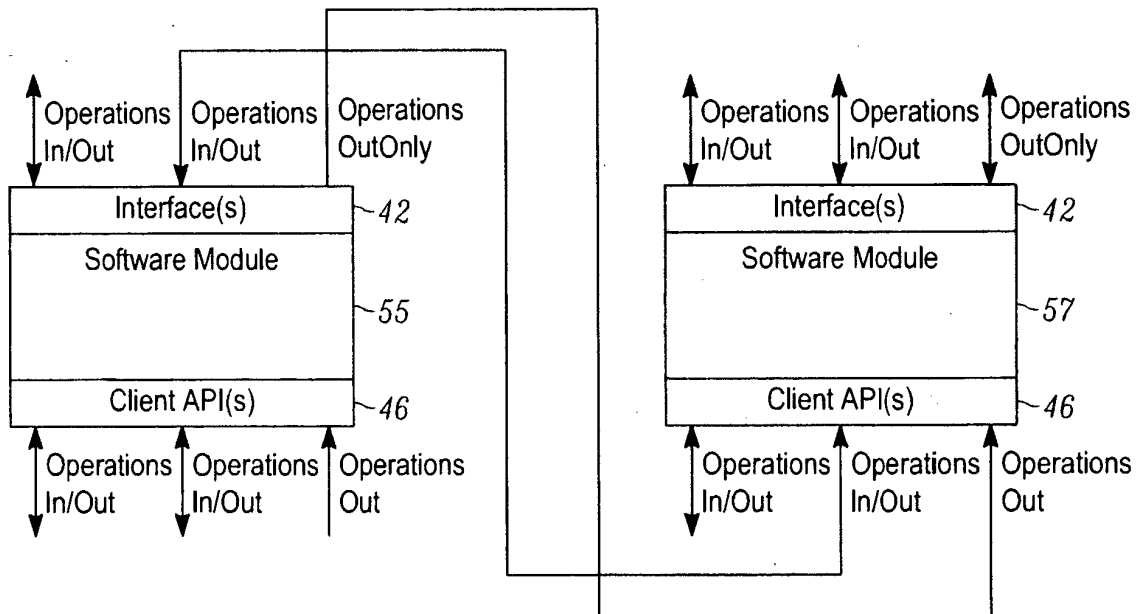 Operations
In/Out
Operations
In/Out
Operations
OutOnly
Interface(s)
42
Software Module
55
Client API(s)
46
Operations
In/Out
Operations
In/Out
Operations
Out
Operations
In/Out
Operations
In/Out
Operations
OutOnly
Interface(s)
42
Software Module
57
Client API(s)
46
Operations
In/Out
Operations
In/Out
Operations
Out